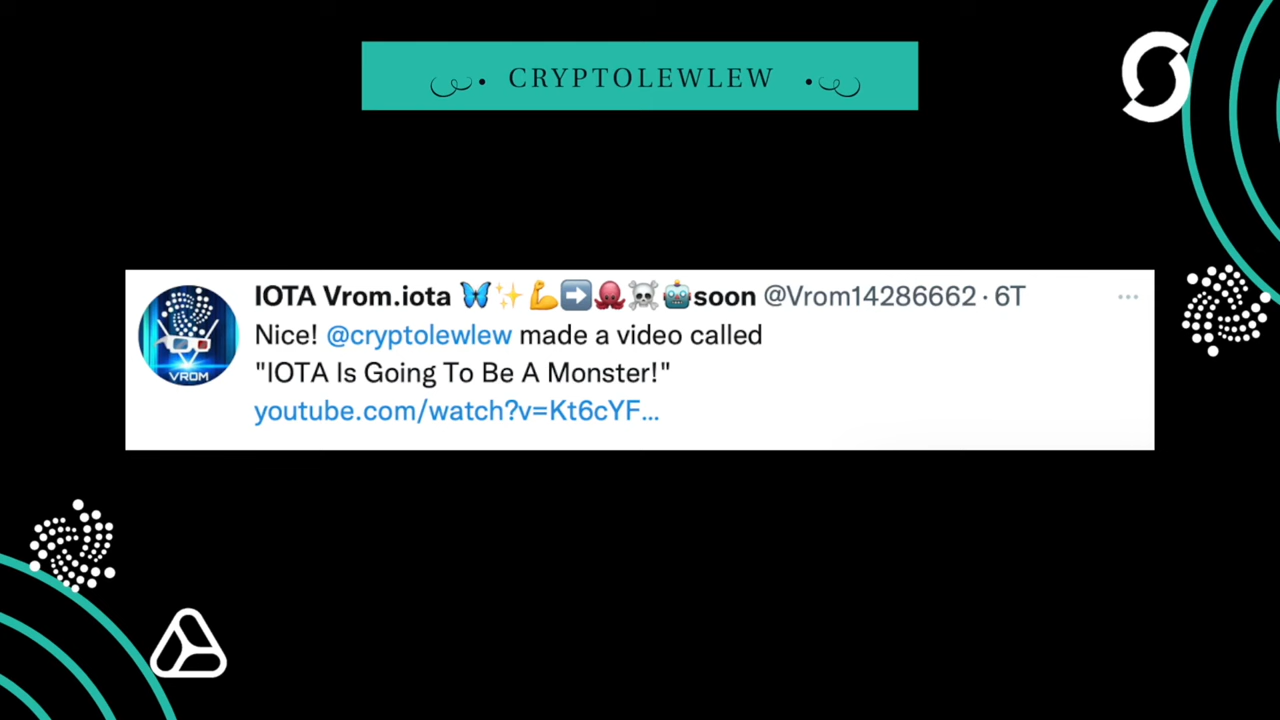 CRYPTOLEWLEW
IOTA Vrom.iota 🦋✨💪➡️🐙☠️🤖soon @Vrom14286662 · 6T
Nice! @cryptolewlew made a video called
"IOTA Is Going To Be A Monster!"
youtube.com/watch?v=Kt6cYF...
VROM